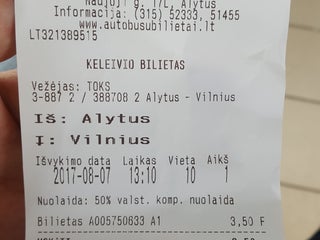 Naujoji g. 17L, Alytus
Informacija: (315) 52333, 51455
www.autobusubilietai.lt
LT321389515
KELEIVIO BILIETAS
Vežėjas: TOKS
3-887 2 / 388708 2 Alytus - Vilnius
Iš: Alytus
Į: Vilnius
Išvykimo data Laikas Vieta Aikš
2017-08-07 13:10 10 1
Nuolaida: 50% valst. komp. nuolaida
Bilietas A005750633 A1 3,50 F